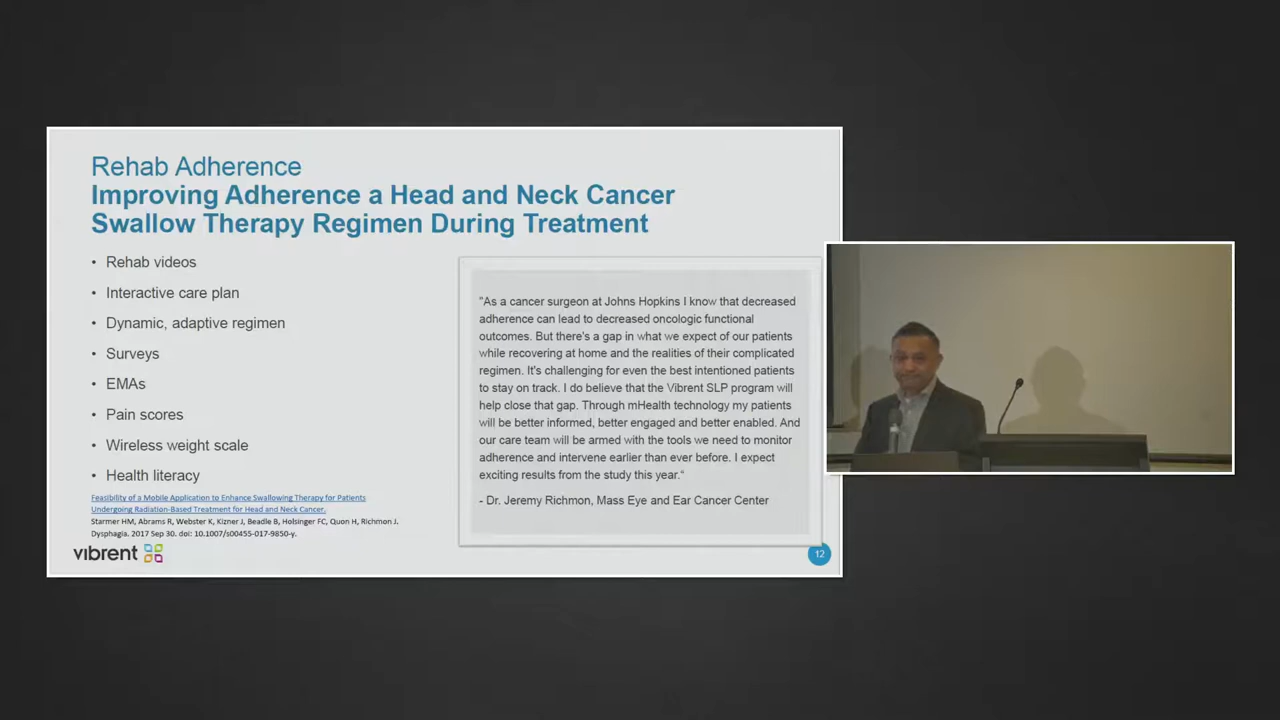 Rehab Adherence
Improving Adherence a Head and Neck Cancer
Swallow Therapy Regimen During Treatment
• Rehab videos
• Interactive care plan
• Dynamic, adaptive regimen
• Surveys
• EMAs
• Pain scores
• Wireless weight scale
• Health literacy
Feasibility of a Mobile Application to Enhance Swallowing Therapy for Patients
Undergoing Radiation-Based Treatment for Head and Neck Cancer.
Starmer HM, Abrams R, Webster K, Kizner J, Beadle B, Holsinger FC, Quon H, Richmon J.
Dysphagia. 2017 Sep 30. doi: 10.1007/s00455-017-9850-y.
vibrent
"As a cancer surgeon at Johns Hopkins I know that decreased
adherence can lead to decreased oncologic functional
outcomes. But there's a gap in what we expect of our patients
while recovering at home and the realities of their complicated
regimen. It's challenging for even the best intentioned patients
to stay on track. I do believe that the Vibrent SLP program will
help close that gap. Through mHealth technology my patients
will be better informed, better engaged and better enabled. And
our care team will be armed with the tools we need to monitor
adherence and intervene earlier than ever before. I expect
exciting results from the study this year."
- Dr. Jeremy Richmon, Mass Eye and Ear Cancer Center
12